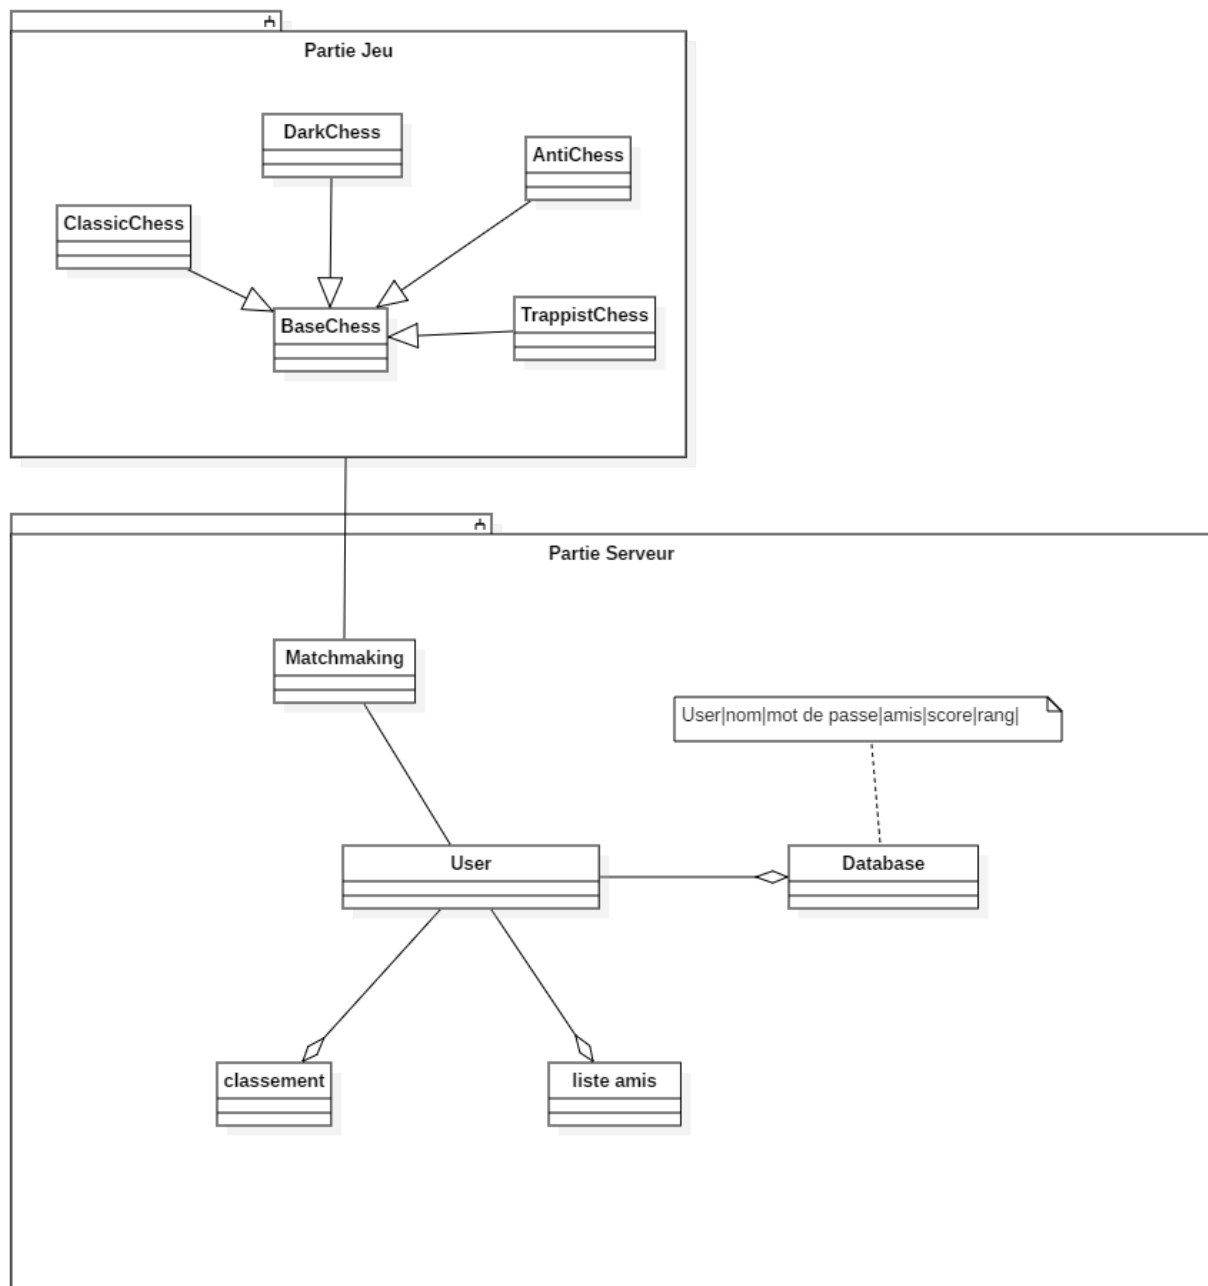 Partie Jeu
DarkChess
AntiChess
ClassicChess
TrappistChess
BaseChess
Partie Serveur
Matchmaking
User|nom|mot de passe|amis|score|rang|
User
Database
classement
liste amis